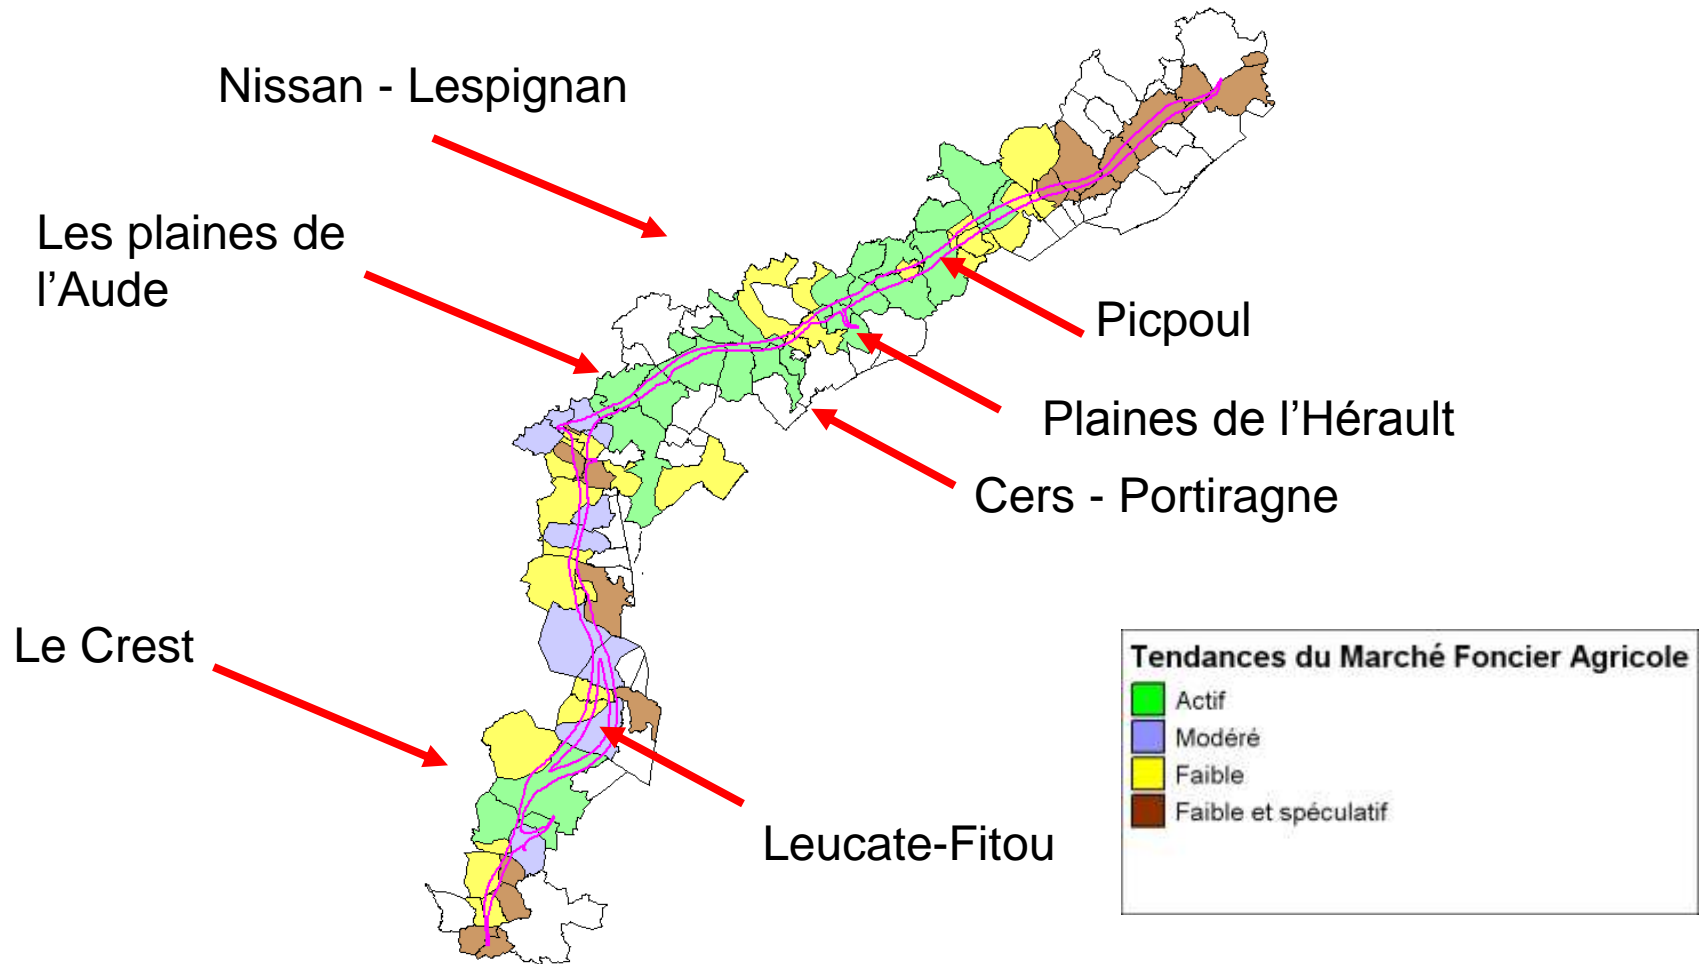 Nissan - Lespignan
Les plaines de
l’Aude
Picpoul
Plaines de l’Hérault
Cers - Portiragne
Le Crest
Leucate-Fitou
Tendances du Marché Foncier Agricole
Actif
Modéré
Faible
Faible et spéculatif